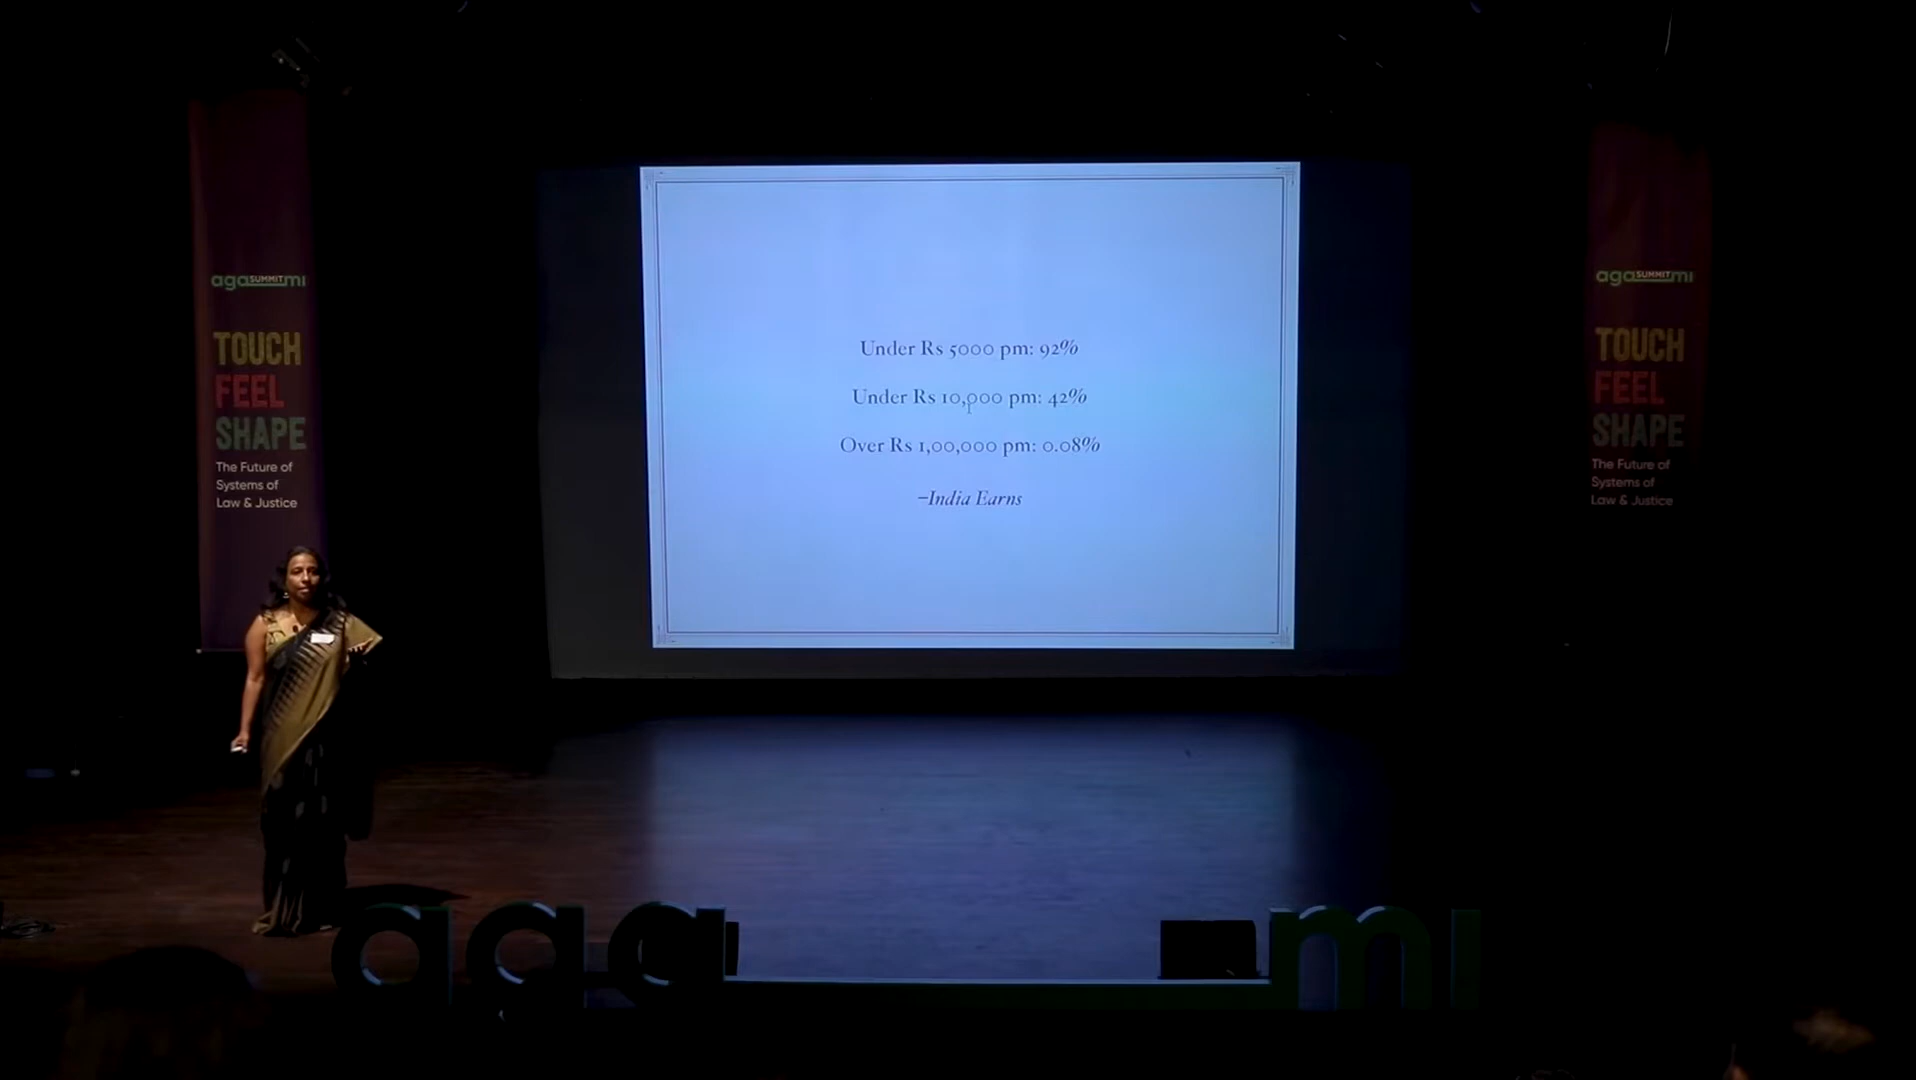 agaSUMMITmi
TOUCH
FEEL
SHAPE
The Future of
Systems of
Law & Justice
Under Rs 5000 pm: 92%
Under Rs 10,000 pm: 42%
Over Rs 1,00,000 pm: 0.08%
–India Earns
agaSUMMITmi
TOUCH
FEEL
SHAPE
The Future of
Systems of
Law & Justice
aga mi